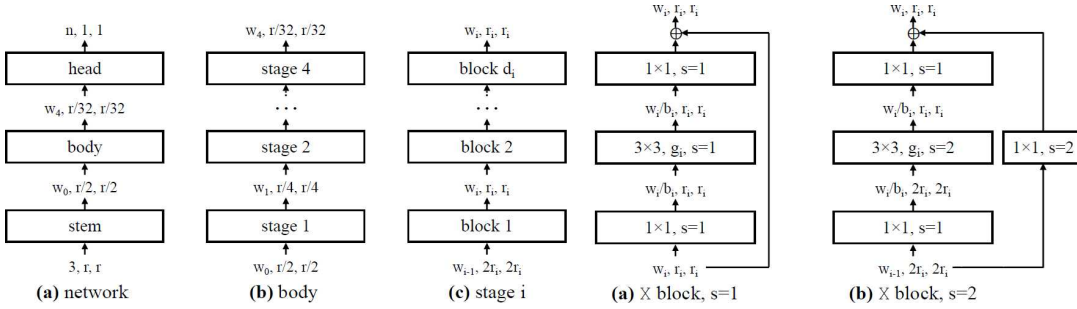 n, 1, 1
head
w4, r/32, r/32
body
w0, r/2, r/2
stem
3, r, r
(a) network
w4, r/32, r/32
stage 4
...
stage 2
w1, r/4, r/4
stage 1
w0, r/2, r/2
(b) body
wi, ri, ri
block di
...
block 2
wi, ri, ri
block 1
wi-1, 2ri, 2ri
(c) stage i
wi, ri, ri
1×1, s=1
wi/bi, ri, ri
3×3, gi, s=1
wi/bi, ri, ri
1×1, s=1
wi, ri, ri
(a) X block, s=1
wi, ri, ri
1×1, s=1
wi/bi, ri, ri
3×3, gi, s=2
1×1, s=2
wi/bi, 2ri, 2ri
1×1, s=1
wi-1, 2ri, 2ri
(b) X block, s=2